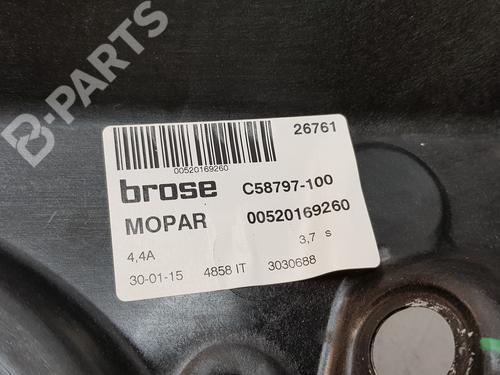 B-PARTS
26761
00520169260
brose C58797-100
MOPAR 00520169260
4,4A 3,7 s
30-01-15 4858 IT 3030688